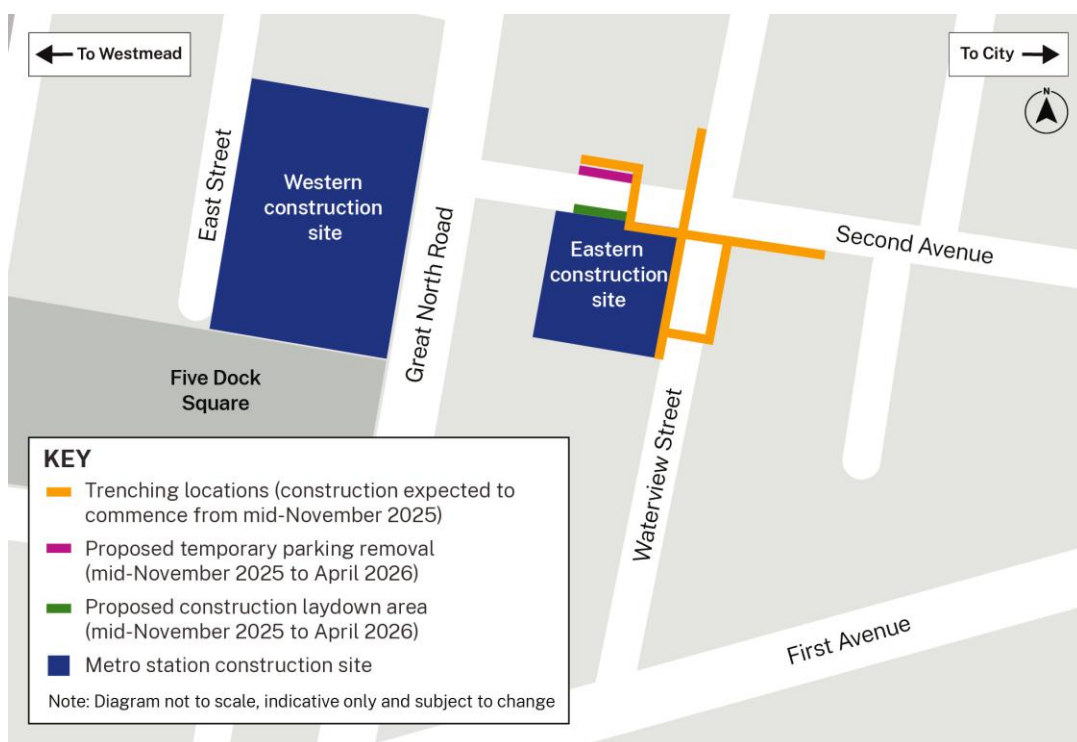 To Westmead
To City
N
East Street
Western
construction
site
Great North Road
Eastern
construction
site
Second Avenue
Five Dock
Square
Waterview Street
First Avenue
KEY
Trenching locations (construction expected to
commence from mid-November 2025)
Proposed temporary parking removal
(mid-November 2025 to April 2026)
Proposed construction laydown area
(mid-November 2025 to April 2026)
Metro station construction site
Note: Diagram not to scale, indicative only and subject to change